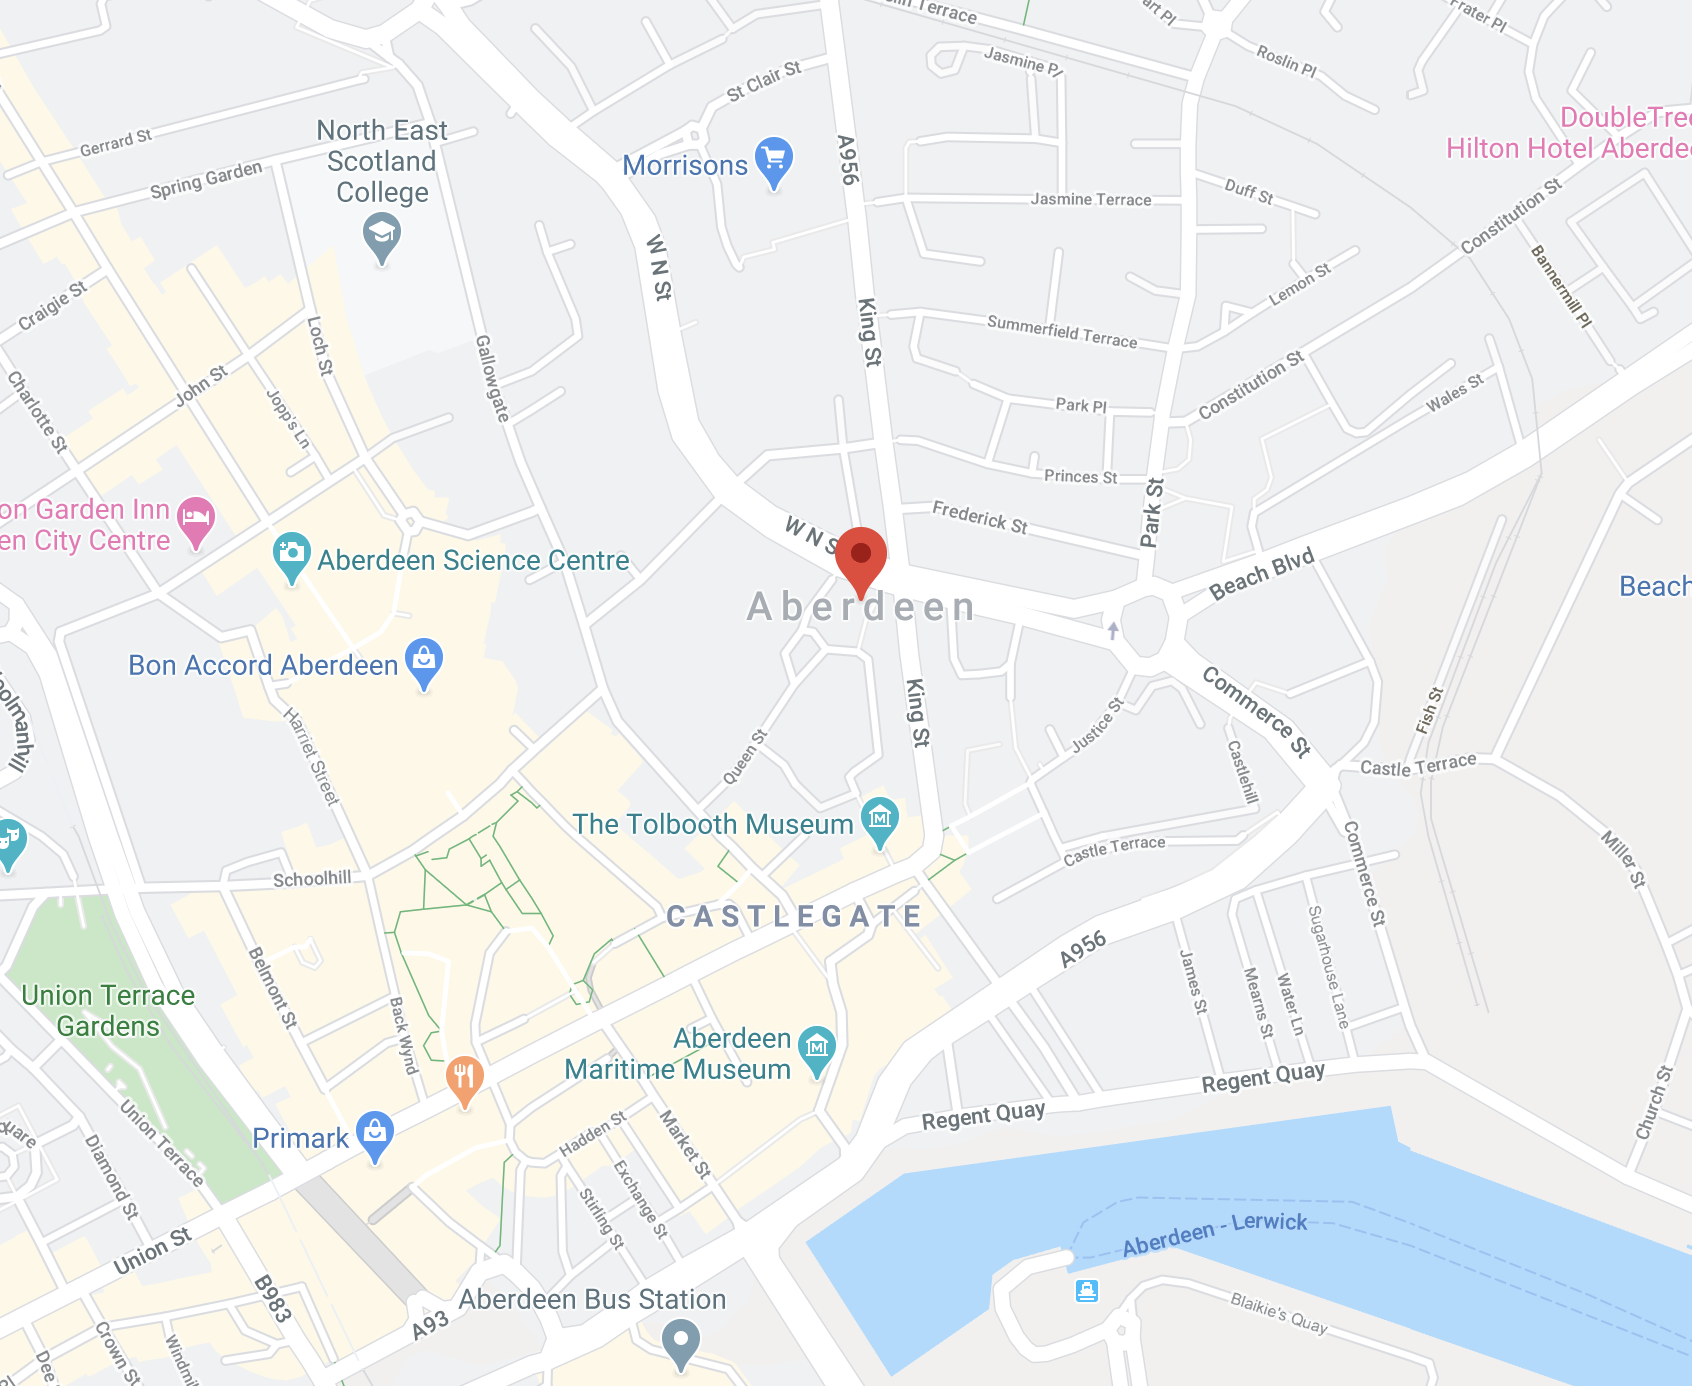 art Pl
Frater Pl
Terrace
Roslin Pl
Jasmine Pl
St Clair St
DoubleTree
Hilton Hotel Aberdee
North East
Scotland
College
Gerrard St
Spring Garden
Morrisons
A956
Jasmine Terrace
Duff St
Constitution St
Bannermill Pl
W N St
Craigie St
Loch St
King St
Lemon St
Summerfield Terrace
Gallowgate
John St
Charlotte St
Jopp's Ln
Constitution St
Park Pl
Wales St
Princes St
Park St
Frederick St
on Garden Inn
en City Centre
W N S
Aberdeen Science Centre
Beach Blvd
Beach
Aberdeen
Bon Accord Aberdeen
oolmanhill
Harriet Street
King St
Commerce St
Fish St
Justice St
Queen St
Castlehill
Castle Terrace
The Tolbooth Museum
Castle Terrace
Commerce St
Miller St
Schoolhill
CASTLEGATE
Sugarhouse Lane
A956
Belmont St
James St
Mearns St
Water Ln
Union Terrace
Gardens
Back Wynd
Aberdeen
Maritime Museum
Regent Quay
Regent Quay
Church St
Union Terrace
Primark
Hadden St
Market St
quare
Diamond St
Exchange St
Stirling St
Union St
Aberdeen - Lerwick
B983
Aberdeen Bus Station
A93
Blaikie's Quay
Crown St
Windmil
Dee
Pl